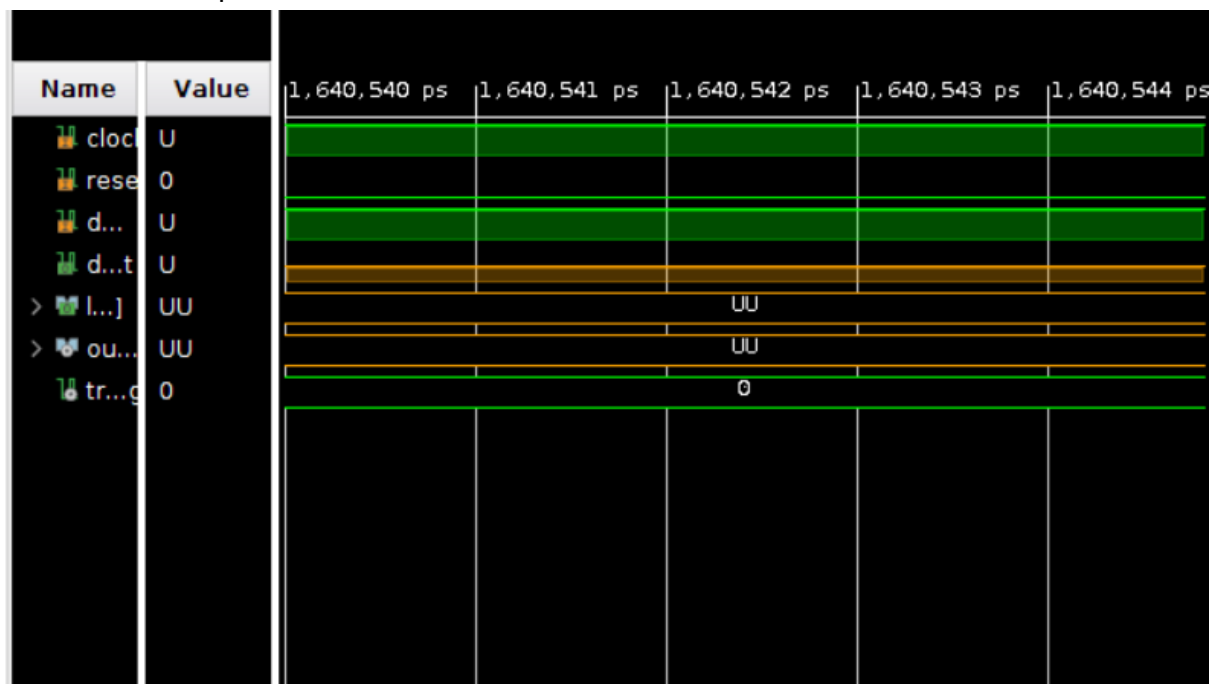 Name Value 1,640,540 ps 1,640,541 ps 1,640,542 ps 1,640,543 ps 1,640,544 ps
cloc U
rese 0
d... U
d...t U
> l...] UU UU
> ou... UU UU
tr...g 0 0